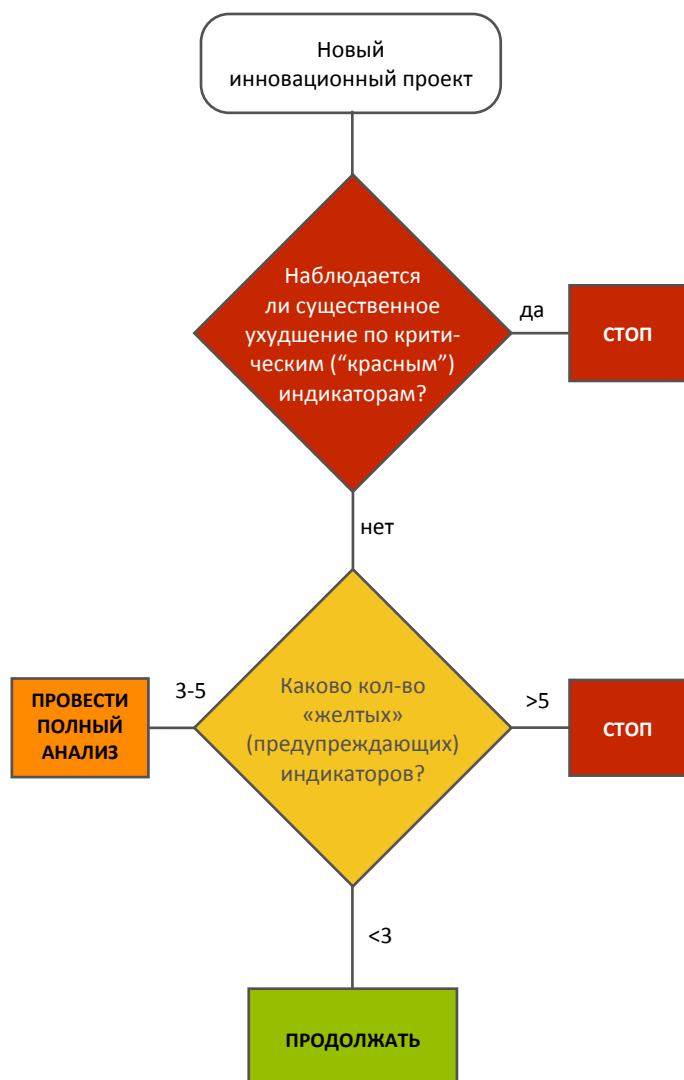 Новый
инновационный проект
Наблюдается
ли существенное
ухудшение по крити-
ческим (“красным”)
индикаторам?
да
СТОП
нет
Каково кол-во
«желтых»
(предупреждающих)
индикаторов?
3-5
ПРОВЕСТИ
ПОЛНЫЙ
АНАЛИЗ
>5
СТОП
<3
ПРОДОЛЖАТЬ